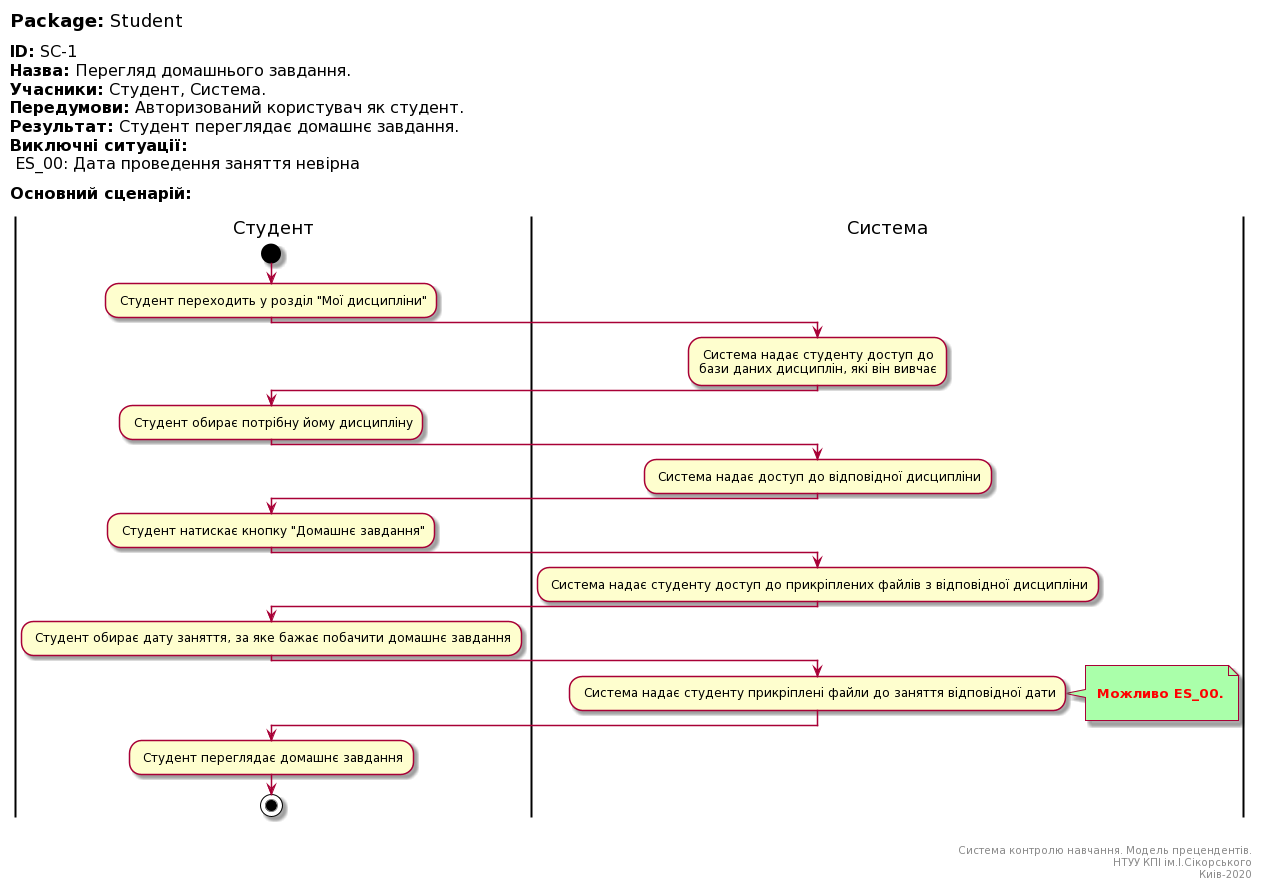 Package: Student
ID: SC-1
Назва: Перегляд домашнього завдання.
Учасники: Студент, Система.
Передумови: Авторизований користувач як студент.
Результат: Студент переглядає домашнє завдання.
Виключні ситуації:
ES_00: Дата проведення заняття невірна
Основний сценарій:
Студент
Система
Студент переходить у розділ "Мої дисципліни"
Система надає студенту доступ до
бази даних дисциплін, які він вивчає
Студент обирає потрібну йому дисципліну
Система надає доступ до відповідної дисципліни
Студент натискає кнопку "Домашнє завдання"
Система надає студенту доступ до прикріплених файлів з відповідної дисципліни
Студент обирає дату заняття, за яке бажає побачити домашнє завдання
Система надає студенту прикріплені файли до заняття відповідної дати
Можливо ES_00.
Студент переглядає домашнє завдання
Система контролю навчання. Модель прецендентів.
НТУУ КПІ ім.І.Сікорського
Киів-2020